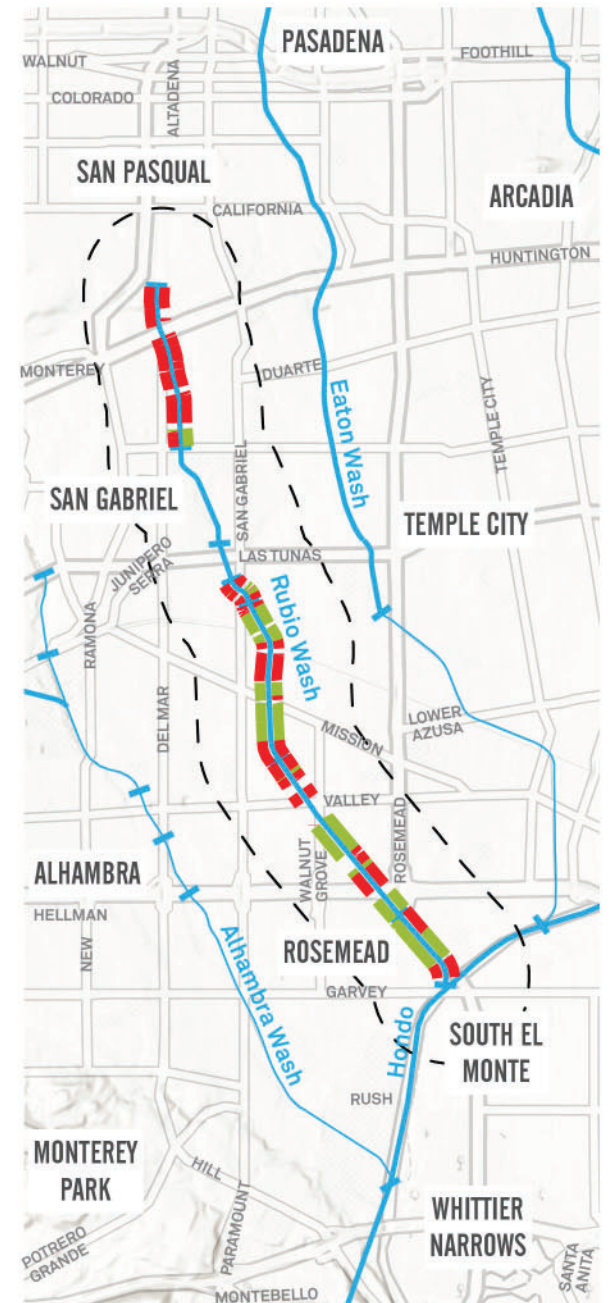 PASADENA
WALNUT
FOOTHILL
COLORADO
ALTADENA
SAN PASQUAL
ARCADIA
CALIFORNIA
HUNTINGTON
MONTEREY
DUARTE
Eaton Wash
TEMPLE CITY
SAN GABRIEL
SAN GABRIEL
TEMPLE CITY
JUNIPERO
SERRA
LAS TUNAS
Rubio Wash
RAMONA
DEL MAR
MISSION
LOWER
AZUSA
VALLEY
ROSEMEAD
WALNUT
GROVE
ALHAMBRA
HELLMAN
NEW
ROSEMEAD
Alhambra Wash
GARVEY
Hondo
SOUTH EL
MONTE
RUSH
MONTEREY
PARK
HILL
PARAMOUNT
WHITTIER
NARROWS
POTRERO
GRANDE
SANTA
ANITA
MONTEBELLO